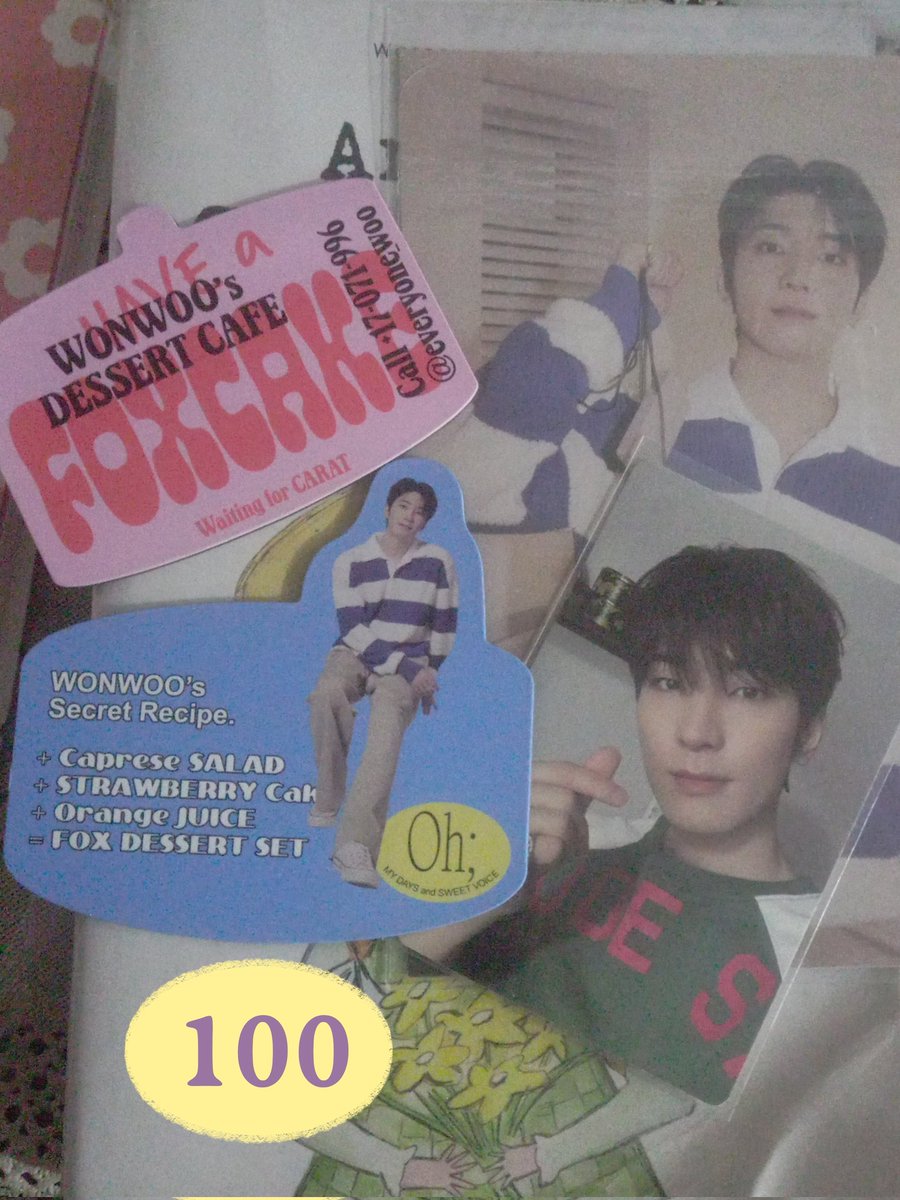 W
A
HAVE a
WONWOO's
DESSERT CAFE
FOXCAKE
Call +17-071-996
@everyonewoo
Waiting for CARAT
WONWOO's
Secret Recipe.
+ Caprese SALAD
+ STRAWBERRY Cak
+ Orange JUICE
= FOX DESSERT SET
Oh;
MY DAYS and SWEET VOICE
100